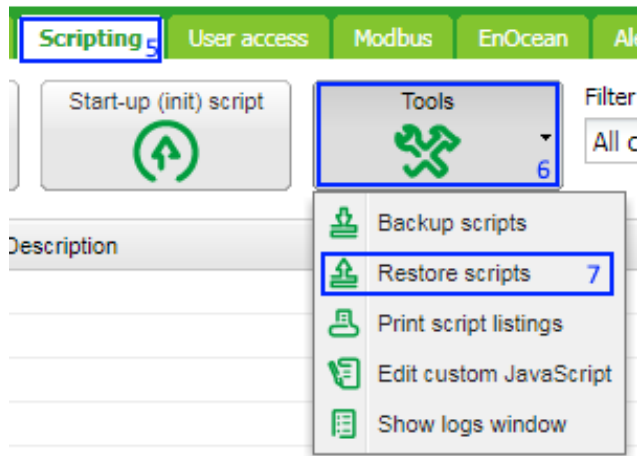 Scripting 5 User access Modbus EnOcean
Start-up (init) script Tools 6 Filter
All
Description
Backup scripts
Restore scripts 7
Print script listings
Edit custom JavaScript
Show logs window